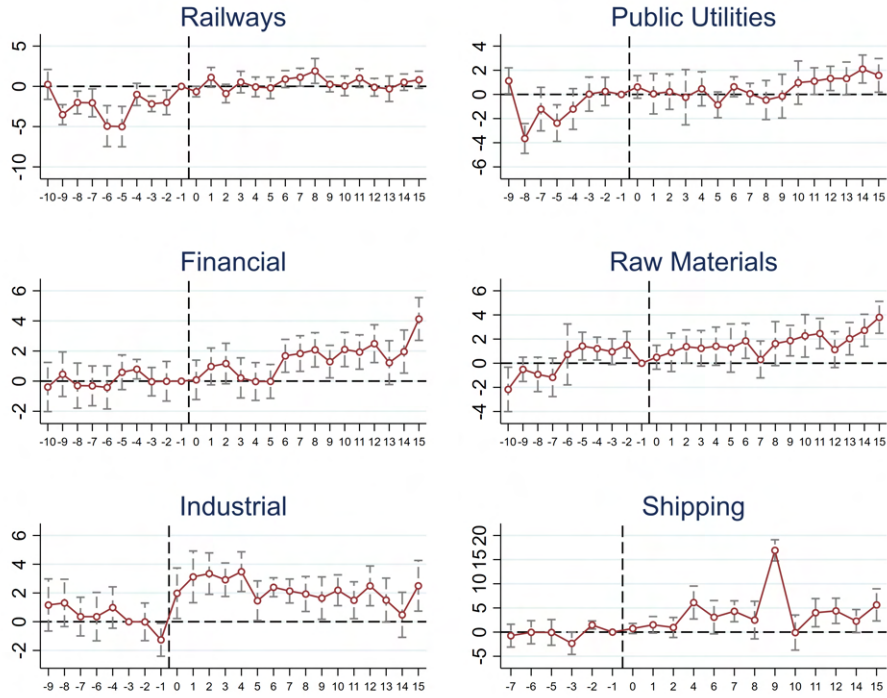 Railways
5
0
-5
-10
-10 -9 -8 -7 -6 -5 -4 -3 -2 -1 0 1 2 3 4 5 6 7 8 9 10 11 12 13 14 15
Public Utilities
4
2
0
-2
-4
-6
-9 -8 -7 -5 -4 -3 -2 -1 0 1 2 3 4 5 6 7 8 9 10 11 12 13 14 15
Financial
6
4
2
0
-2
-10 -9 -8 -7 -6 -5 -4 -3 -2 -1 0 1 2 3 4 5 6 7 8 9 10 11 12 13 14 15
Raw Materials
6
4
2
0
-2
-4
-10 -9 -8 -7 -6 -5 -4 -3 -2 -1 0 1 2 3 4 5 6 7 8 9 10 11 12 13 14 15
Industrial
6
4
2
0
-2
-9 -8 -7 -6 -4 -3 -2 -1 0 1 2 3 4 5 6 7 8 9 10 11 12 13 14 15
Shipping
20
15
10
5
0
-5
-7 -6 -5 -3 -2 -1 0 1 2 4 6 7 8 9 10 11 12 14 15